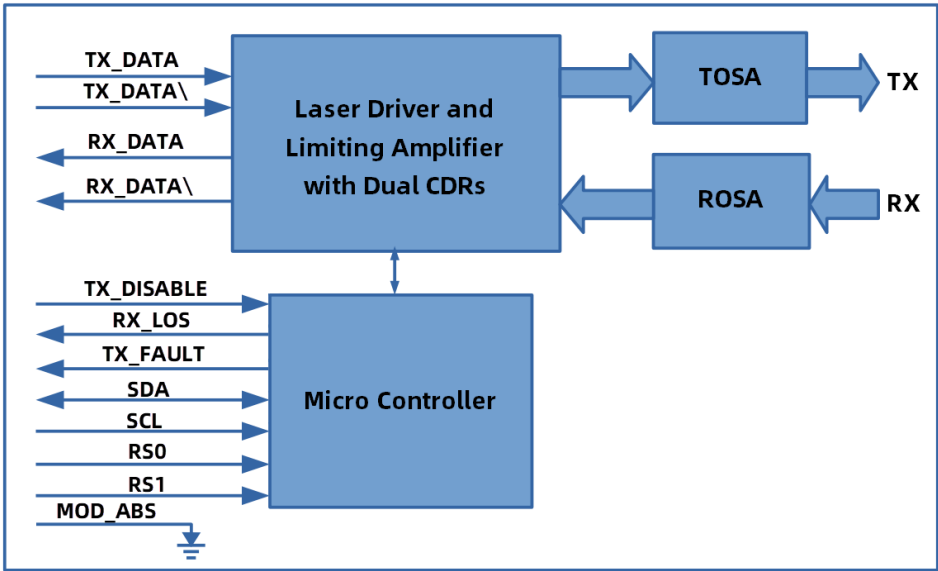 TX_DATA
TX_DATA\
RX_DATA
RX_DATA\
Laser Driver and
Limiting Amplifier
with Dual CDRs
TOSA
TX
ROSA
RX
TX_DISABLE
RX_LOS
TX_FAULT
SDA
SCL
RS0
RS1
MOD_ABS
Micro Controller